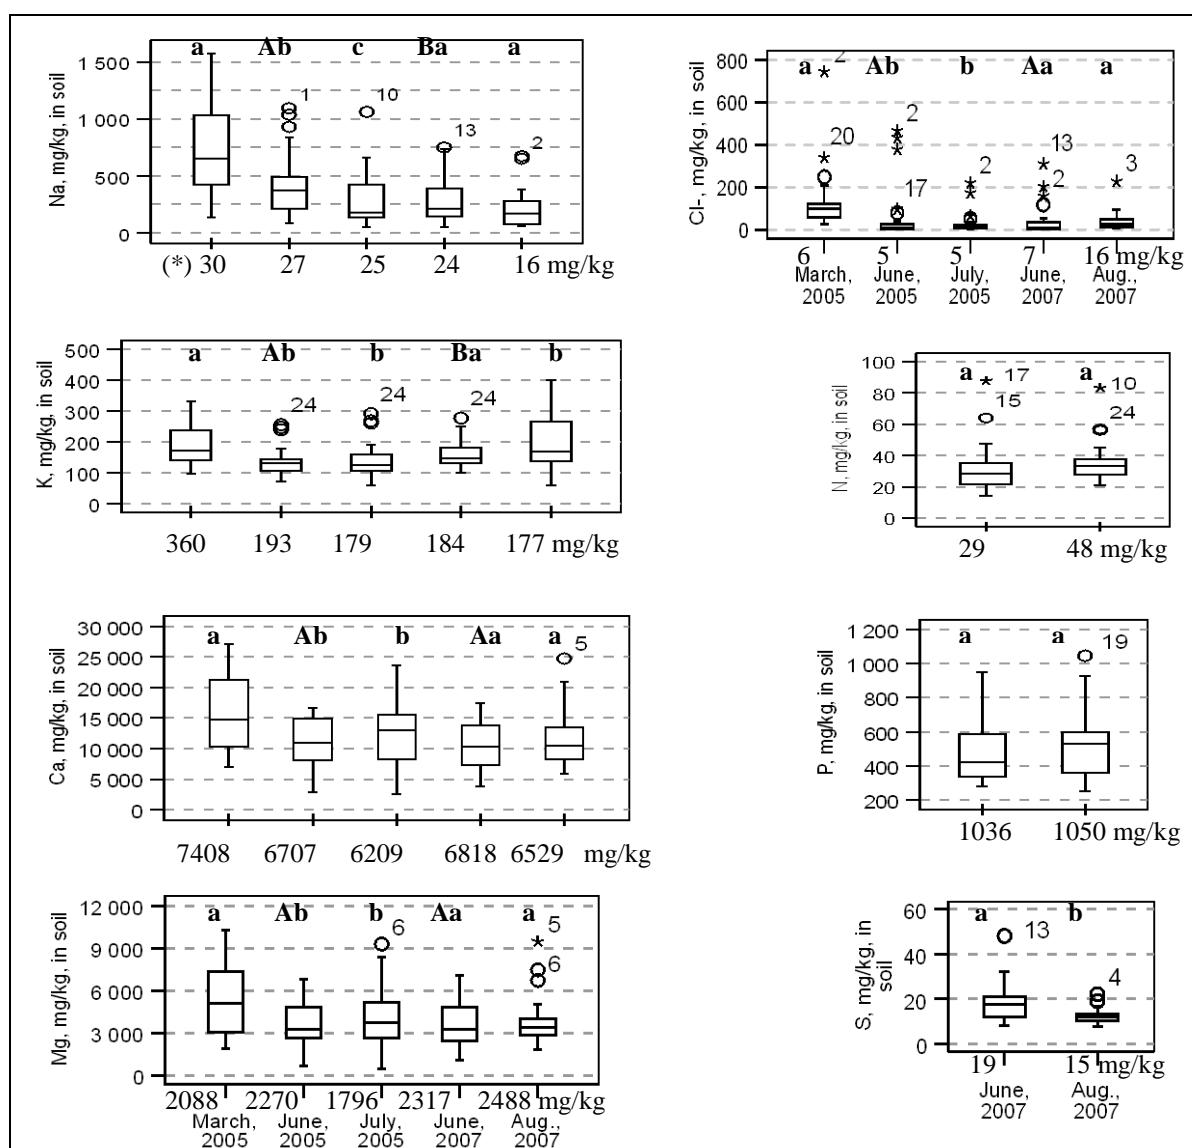 Na, mg/kg, in soil
a Ab c Ba a
1 500
1 000
500
0
1 10 13 2
(*) 30 27 25 24 16 mg/kg
Cl-, mg/kg, in soil
a Ab b Aa a
800
600
400
200
0
2 20 2 17 2 13 2 3
6 5 5 7 16 mg/kg
March, June, July, June, Aug.,
2005 2005 2005 2007 2007
K, mg/kg, in soil
a Ab b Ba b
500
400
300
200
100
0
24 24 24
360 193 179 184 177 mg/kg
N, mg/kg, in soil
a a
100
80
60
40
20
0
17 15 10 24
29 48 mg/kg
Ca, mg/kg, in soil
a Ab b Aa a
30 000
25 000
20 000
15 000
10 000
5 000
0
5
7408 6707 6209 6818 6529 mg/kg
P, mg/kg, in soil
a a
1 200
1 000
800
600
400
200
19
1036 1050 mg/kg
Mg, mg/kg, in soil
a Ab b Aa a
12 000
9 000
6 000
3 000
0
6 5 6
2088 2270 1796 2317 2488 mg/kg
March, June, July, June, Aug.,
2005 2005 2005 2007 2007
S, mg/kg, in
soil
a b
60
40
20
0
13 4
19 15 mg/kg
June, Aug.,
2007 2007